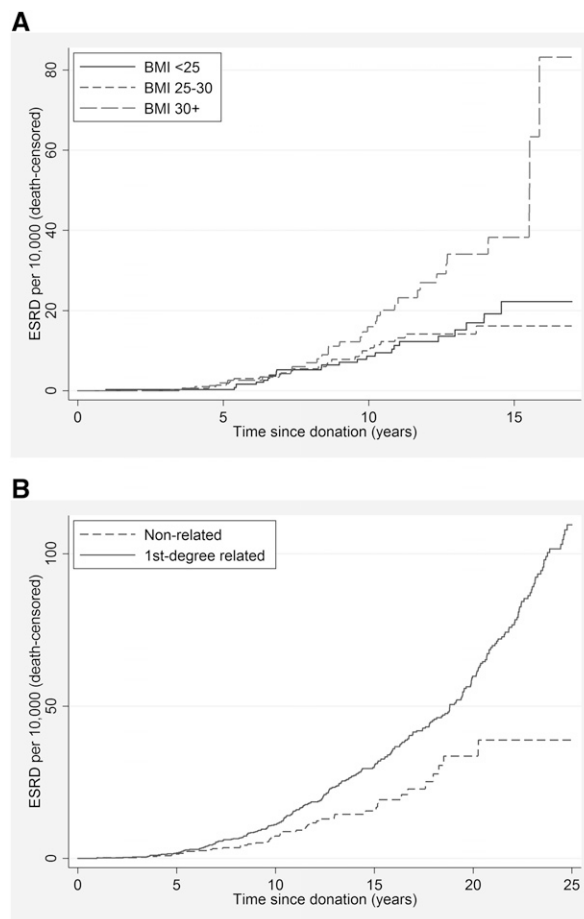 A
BMI <25
BMI 25-30
BMI 30+
ESRD per 10,000 (death-censored)
80
60
40
20
0
0 5 10 15
Time since donation (years)
B
Non-related
1st-degree related
ESRD per 10,000 (death-censored)
100
50
0
0 5 10 15 20 25
Time since donation (years)